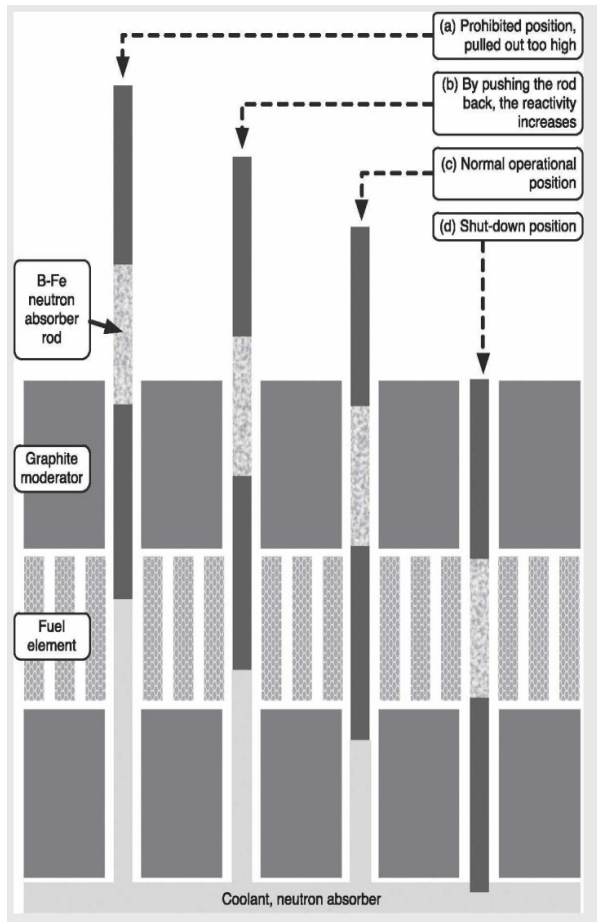 (a) Prohibited position,
pulled out too high
(b) By pushing the rod
back, the reactivity
increases
(c) Normal operational
position
(d) Shut-down position
B-Fe
neutron
absorber
rod
Graphite
moderator
Fuel
element
Coolant, neutron absorber